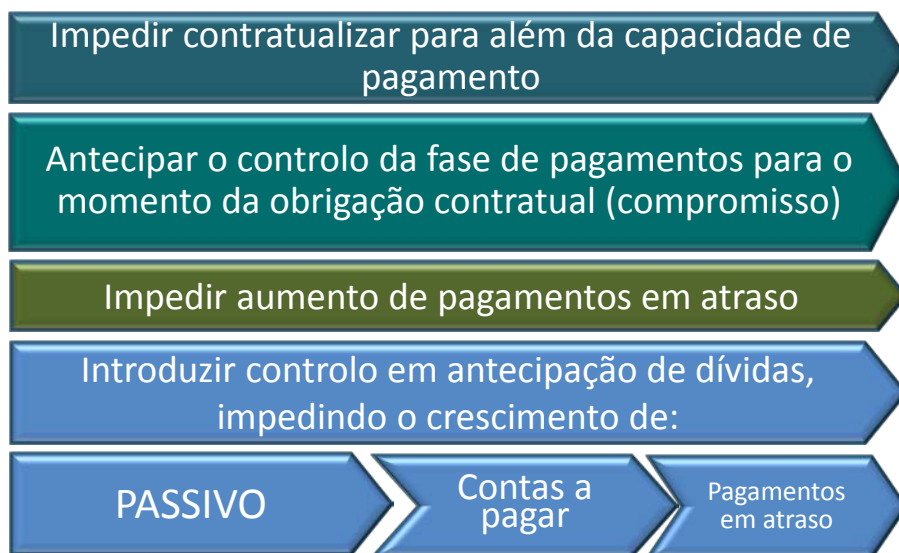 Impedir contratualizar para além da capacidade de
pagamento
Antecipar o controlo da fase de pagamentos para o
momento da obrigação contratual (compromisso)
Impedir aumento de pagamentos em atraso
Introduzir controlo em antecipação de dívidas,
impedindo o crescimento de:
PASSIVO
Contas a
pagar
Pagamentos
em atraso